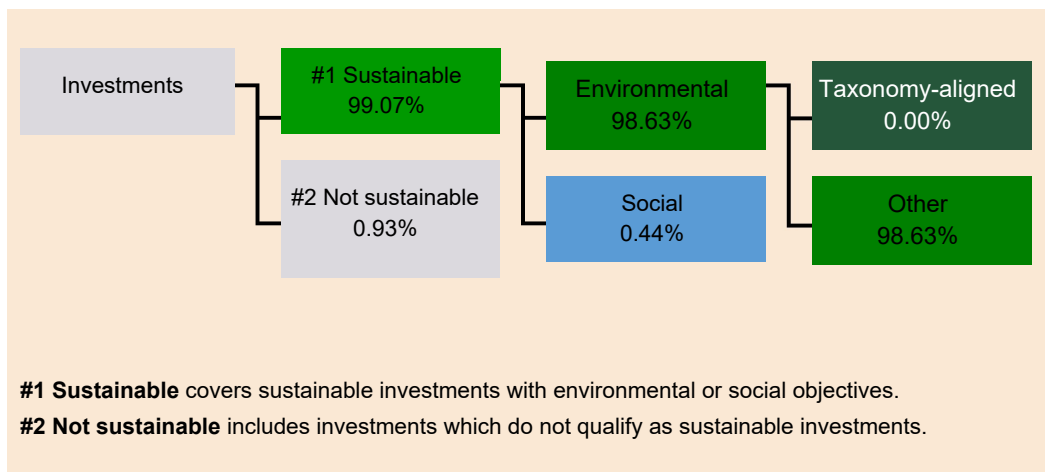 Investments
#1 Sustainable
99.07%
#2 Not sustainable
0.93%
Environmental
98.63%
Social
0.44%
Taxonomy-aligned
0.00%
Other
98.63%
#1 Sustainable covers sustainable investments with environmental or social objectives.
#2 Not sustainable includes investments which do not qualify as sustainable investments.